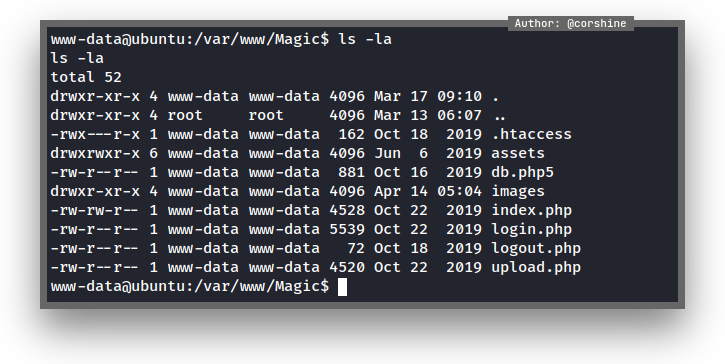 Author: @corshine
www-data@ubuntu:/var/www/Magic$ ls -la
ls -la
total 52
drwxr-xr-x 4 www-data www-data 4096 Mar 17 09:10 .
drwxr-xr-x 4 root     root     4096 Mar 13 06:07 ..
-rwx---r-x 1 www-data www-data  162 Oct 18  2019 .htaccess
drwxrwxr-x 6 www-data www-data 4096 Jun  6  2019 assets
-rw-r--r-- 1 www-data www-data  881 Oct 16  2019 db.php5
drwxr-xr-x 4 www-data www-data 4096 Apr 14 05:04 images
-rw-rw-r-- 1 www-data www-data 4528 Oct 22  2019 index.php
-rw-r--r-- 1 www-data www-data 5539 Oct 22  2019 login.php
-rw-r--r-- 1 www-data www-data   72 Oct 18  2019 logout.php
-rw-r--r-- 1 www-data www-data 4520 Oct 22  2019 upload.php
www-data@ubuntu:/var/www/Magic$